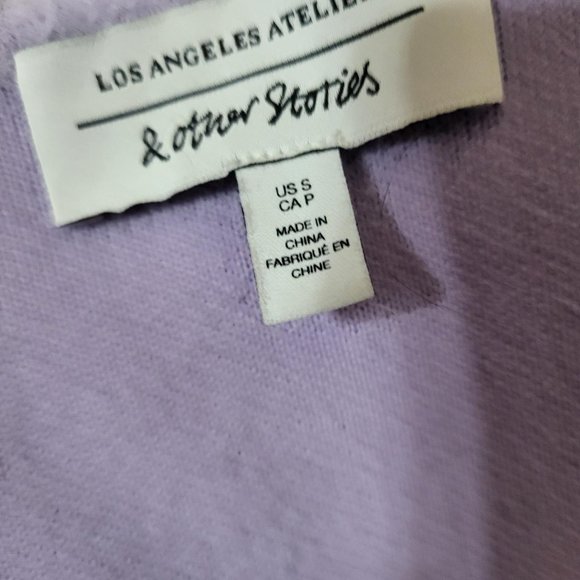 LOS ANGELES ATELIER
& other Stories
US S
CA P
MADE IN
CHINA
FABRIQUÉ EN
CHINE